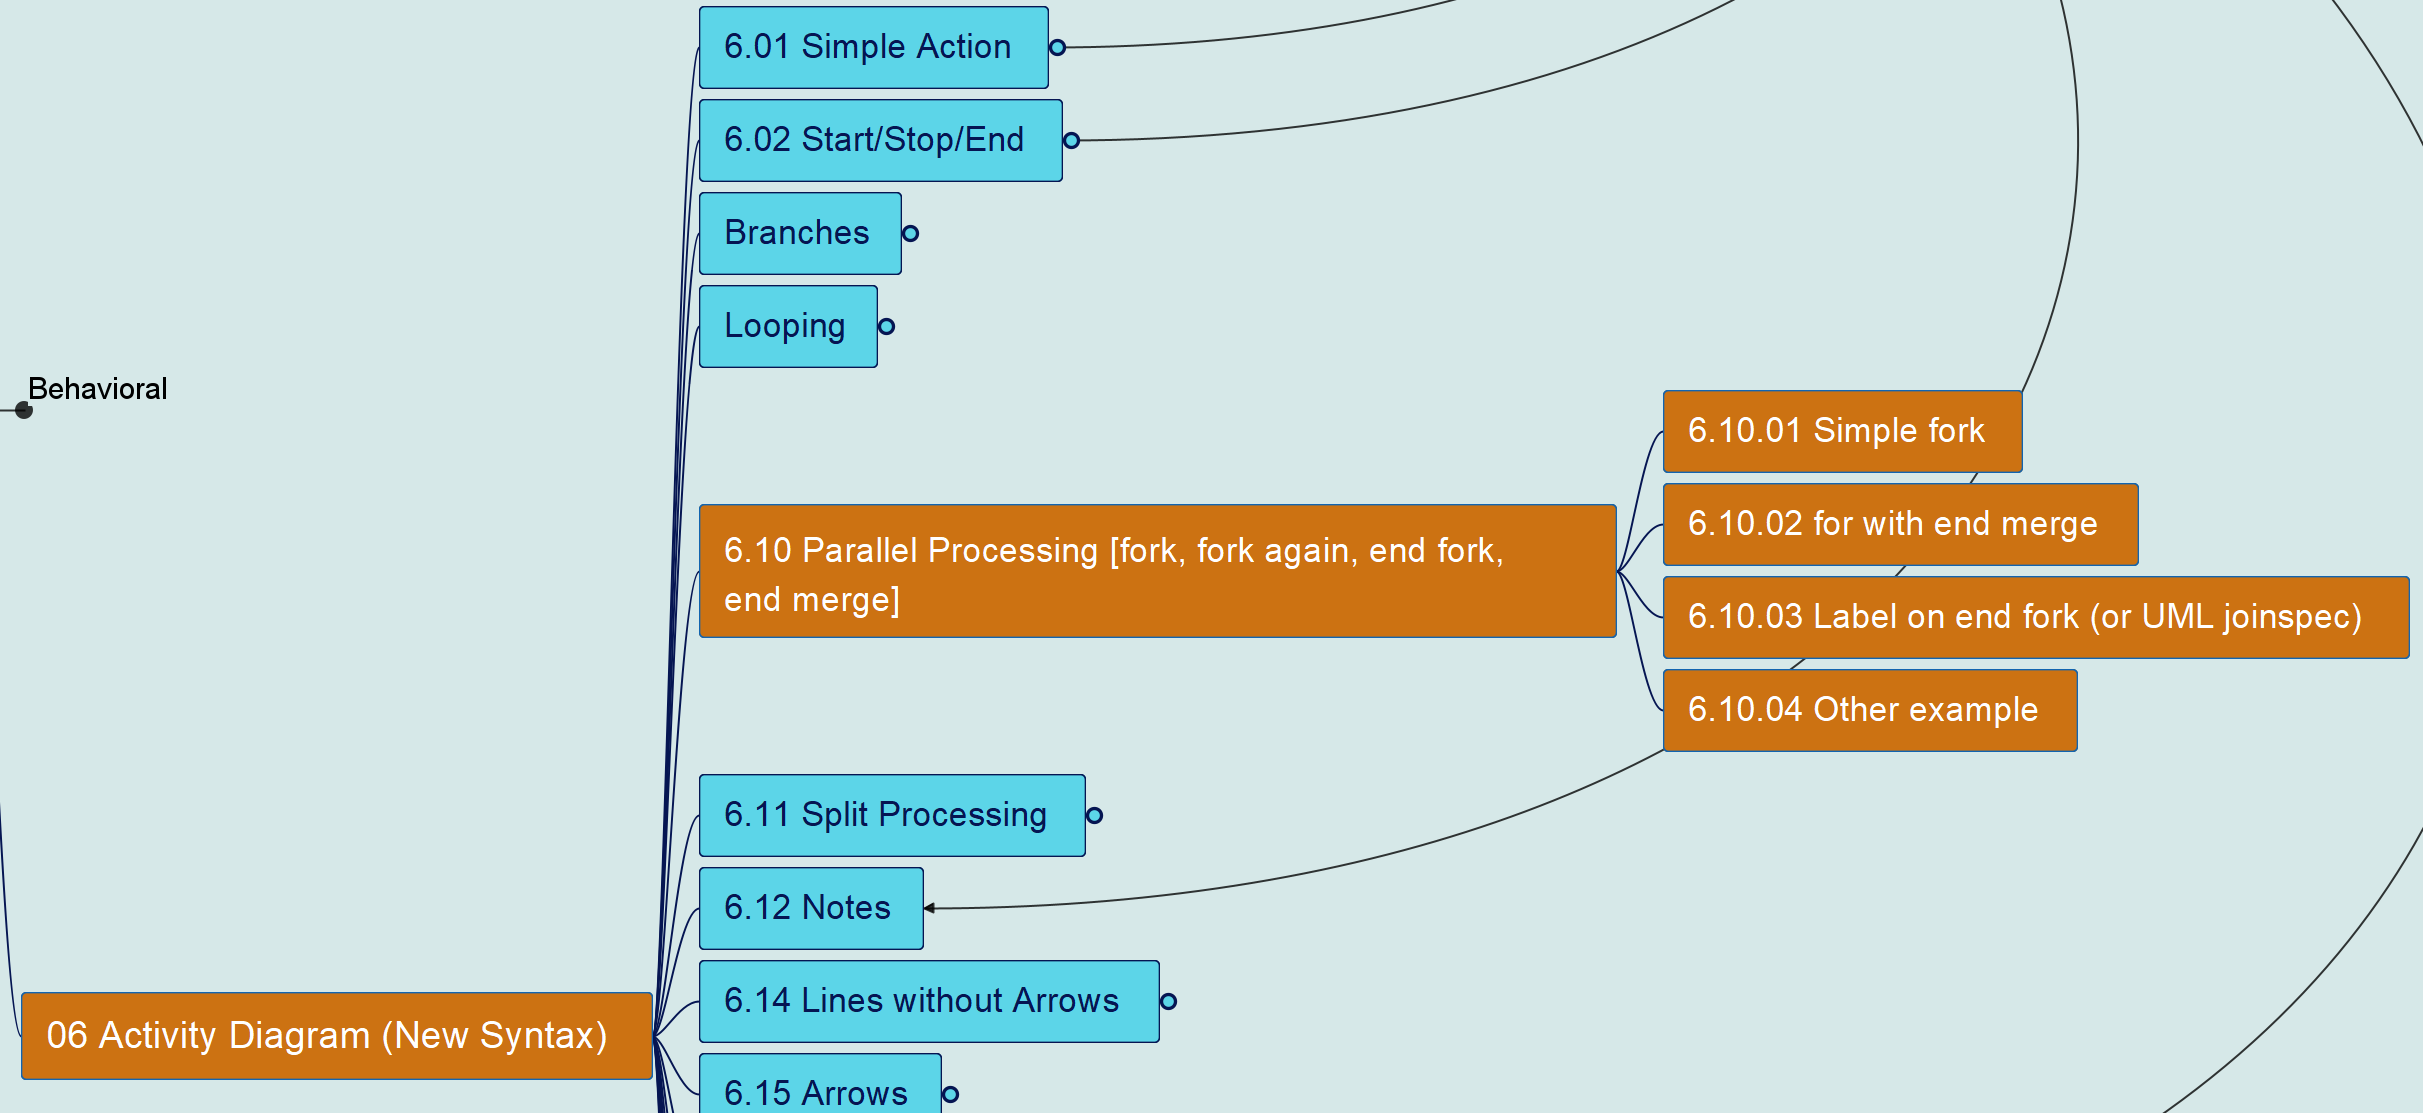 6.01 Simple Action
6.02 Start/Stop/End
Branches
Looping
Behavioral
6.10 Parallel Processing [fork, fork again, end fork,
end merge]
6.10.01 Simple fork
6.10.02 for with end merge
6.10.03 Label on end fork (or UML joinspec)
6.10.04 Other example
6.11 Split Processing
6.12 Notes
6.14 Lines without Arrows
06 Activity Diagram (New Syntax)
6.15 Arrows